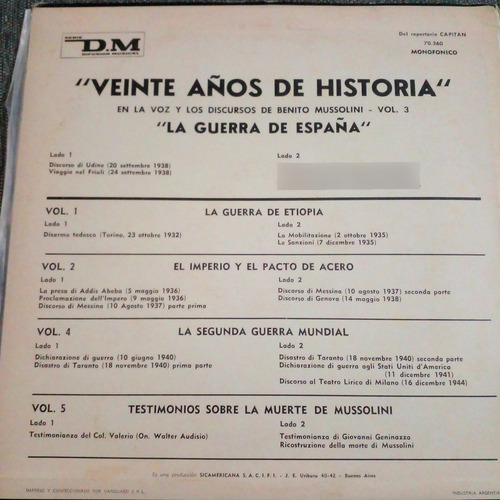 SERIE
D.M
DIFUSION MUSICAL
Del repertorio CAPITAN
70.360
MONOFONICO
"VEINTE AÑOS DE HISTORIA"
EN LA VOZ Y LOS DISCURSOS DE BENITO MUSSOLINI - VOL. 3
"LA GUERRA DE ESPAÑA"
Lado 1
Discorso di Udine (20 settembre 1938)
Viaggio nel Friuli (24 settembre 1938)
Lado 2
VOL. 1 LA GUERRA DE ETIOPIA
Lado 1
Disarmo tedesco (Torino, 23 ottobre 1932)
Lado 2
La Mobilitazione (2 ottobre 1935)
Le Sanzioni (7 dicembre 1935)
VOL. 2 EL IMPERIO Y EL PACTO DE ACERO
Lado 1
La presa di Addis Abeba (5 maggio 1936)
Proclamazione dell'Impero (9 maggio 1936)
Discorso di Messina (10 Agosto 1937) parte prima
Lado 2
Discorso di Messina (10 agosto 1937) seconda parte
Discorso di Genova (14 maggio 1938)
VOL. 4 LA SEGUNDA GUERRA MUNDIAL
Lado 1
Dichiarazione di guerra (10 giugno 1940)
Disastro di Taranto (18 novembre 1940) prima parte
Lado 2
Disastro di Taranto (18 novembre 1940) seconda parte
Dichiarazione di guerra agli Stati Uniti d'America
(11 dicembre 1941)
Discorso al Teatro Lirico di Milano (16 dicembre 1944)
VOL. 5 TESTIMONIOS SOBRE LA MUERTE DE MUSSOLINI
Lado 1
Testimonianza del Col. Valerio (On. Walter Audisio)
Lado 2
Testimonianza di Giovanni Geninazza
Ricostruzione della morte di Mussolini
Es una producción SICAMERICANA S.A.C.I.F.I. - J. E. Uriburu 40-42 - Buenos Aires
IMPRESO Y CONFECCIONADO POR VANGUARD S.R.L.
INDUSTRIA ARGENTINA